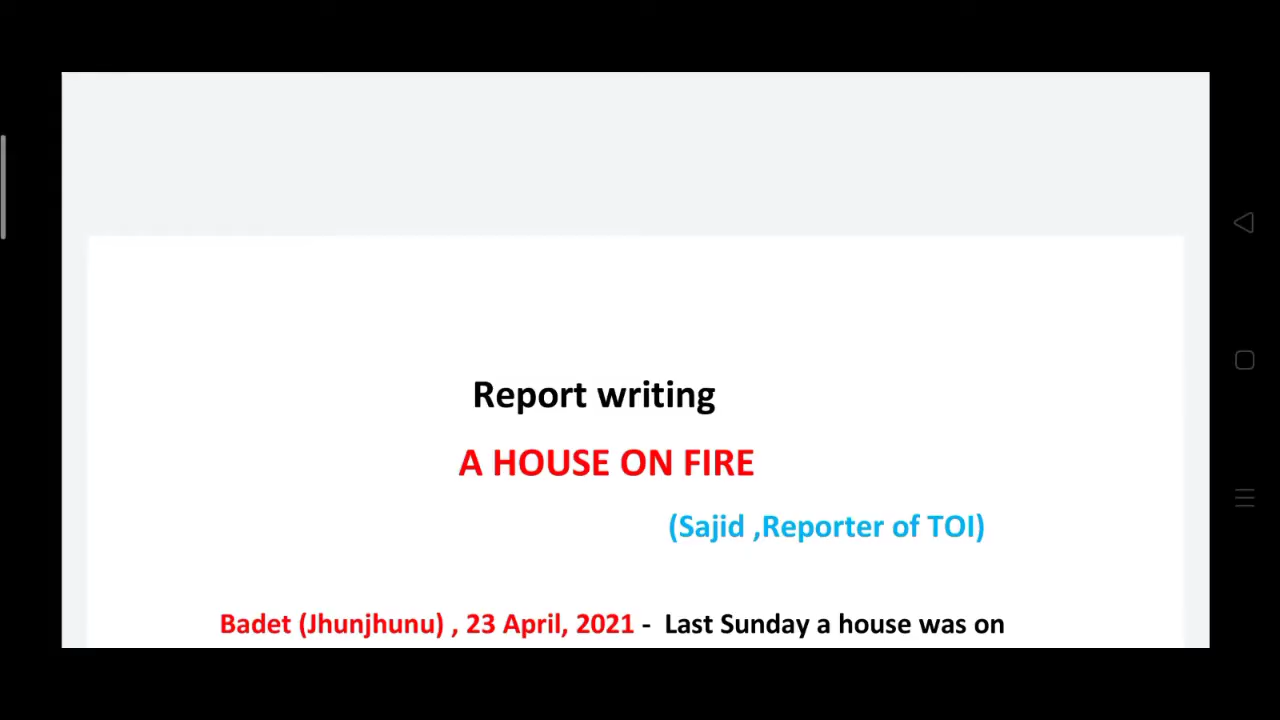 Report writing
A HOUSE ON FIRE
(Sajid ,Reporter of TOI)
Badet (Jhunjhunu) , 23 April, 2021 - Last Sunday a house was on